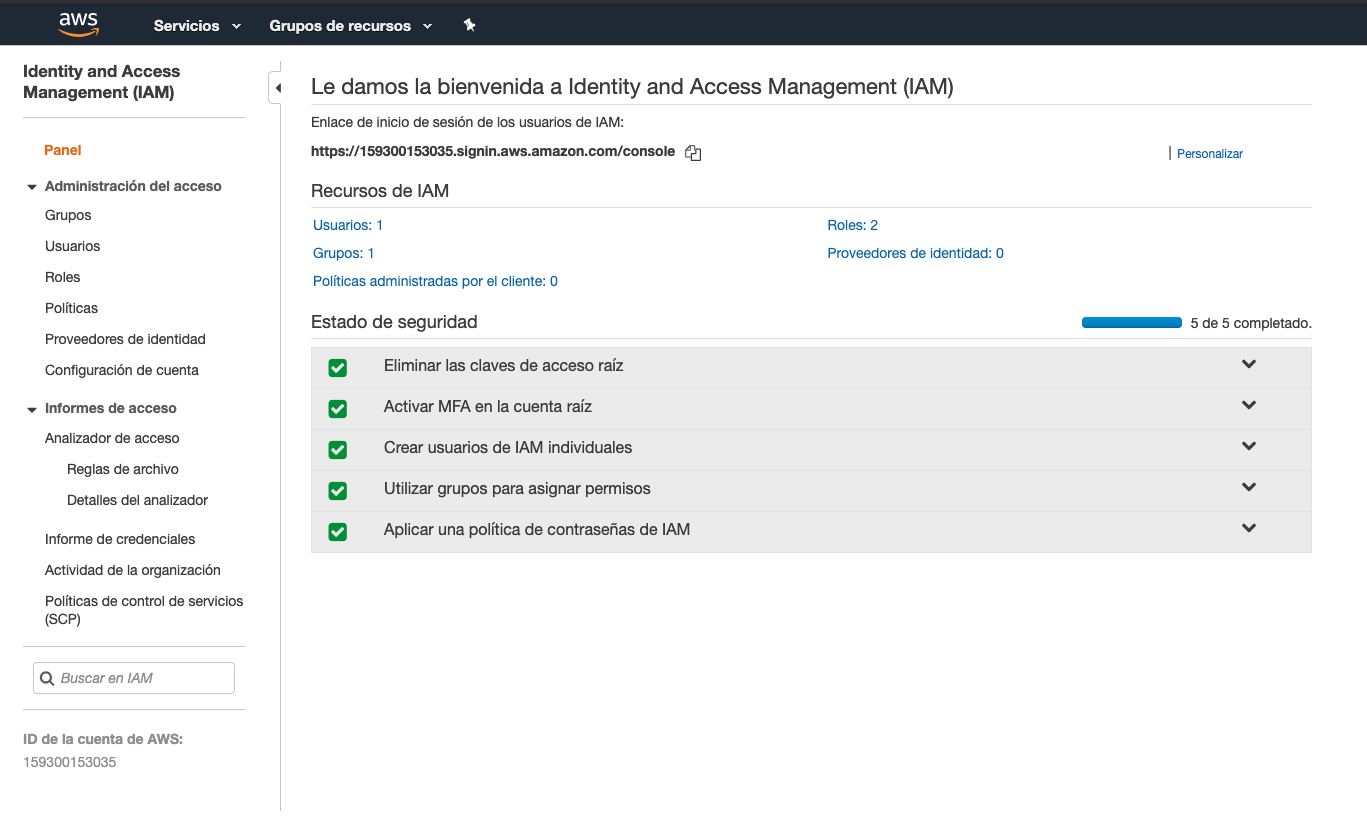 aws
Servicios
Grupos de recursos
Identity and Access
Management (IAM)
Panel
Administración del acceso
Grupos
Usuarios
Roles
Políticas
Proveedores de identidad
Configuración de cuenta
Informes de acceso
Analizador de acceso
Reglas de archivo
Detalles del analizador
Informe de credenciales
Actividad de la organización
Políticas de control de servicios
(SCP)
Buscar en IAM
ID de la cuenta de AWS:
159300153035
Le damos la bienvenida a Identity and Access Management (IAM)
Enlace de inicio de sesión de los usuarios de IAM:
https://159300153035.signin.aws.amazon.com/console
| Personalizar
Recursos de IAM
Usuarios: 1
Roles: 2
Grupos: 1
Proveedores de identidad: 0
Políticas administradas por el cliente: 0
Estado de seguridad
5 de 5 completado.
Eliminar las claves de acceso raíz
Activar MFA en la cuenta raíz
Crear usuarios de IAM individuales
Utilizar grupos para asignar permisos
Aplicar una política de contraseñas de IAM